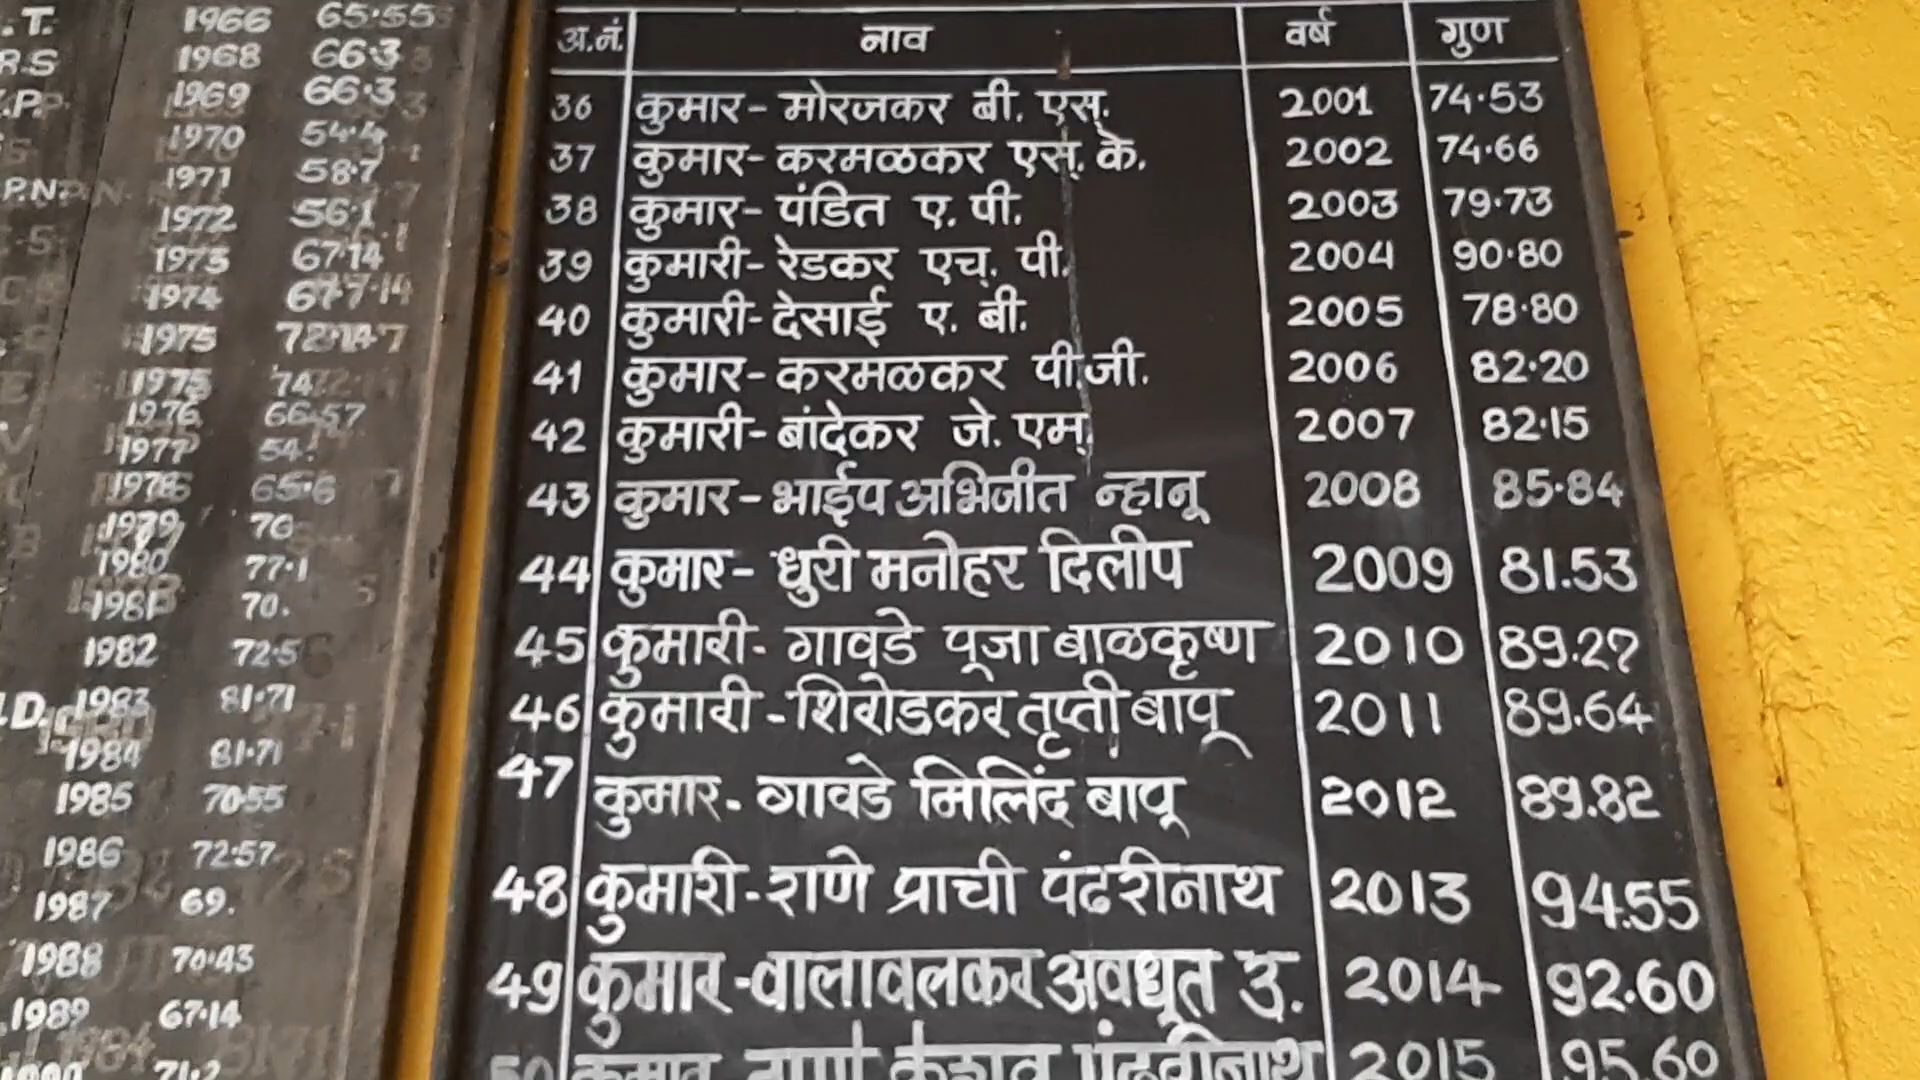 .T. 1966 65·55
R.S 1968 66·3
.P. 1969 66·3
1970 54·4
1971 58·7
P.N. 1972 56·1
1973 67·14
1974
1975
1975 74
1976 66·57
1977 54·
1978 65·6
1979 70
1980 77·1
1981 70.
1982 72·5
.D. 1983 81·71
1984 81·71
1985 70·55
1986 72·57
1987 69.
1988 70·43
1989 67·14
71·2
अ.नं. नाव वर्ष गुण
36 कुमार- मोरजकर बी. एस. 2001 74·53
37 कुमार- करमळकर एस. के. 2002 74·66
38 कुमार- पंडित ए. पी. 2003 79·73
39 कुमारी- रेडकर एच. पी. 2004 90·80
40 कुमारी- देसाई ए. बी. 2005 78·80
41 कुमार- करमळकर पी.जी. 2006 82·20
42 कुमारी- बांदेकर जे. एम. 2007 82·15
43 कुमार- भाईप अभिजीत न्हानू 2008 85·84
44 कुमार- धुरी मनोहर दिलीप 2009 81.53
45 कुमारी- गावडे पूजा बाळकृष्ण 2010 89.27
46 कुमारी - शिरोडकर तृप्ती बापू 2011 89.64
47 कुमार- गावडे मिलिंद बापू 2012 89.82
48 कुमारी- राणे प्राची पंढरीनाथ 2013 94.55
49 कुमार - वालावलकर अवधूत उ. 2014 92.60
50 कुमार राणे केशव पंढरीनाथ 2015 95.60